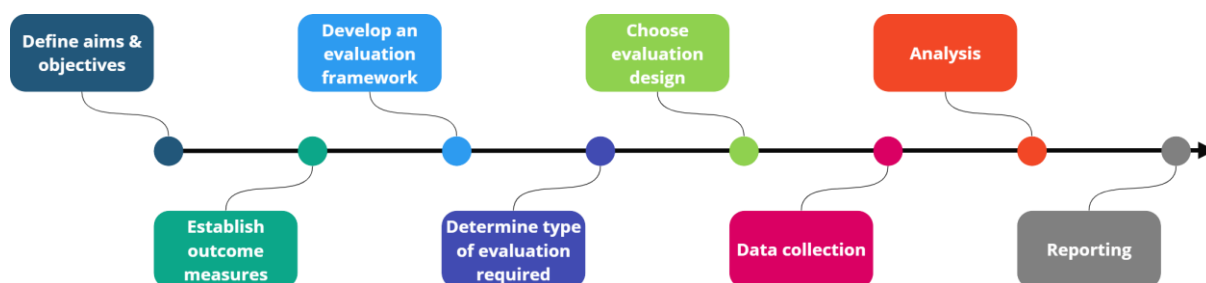 Define aims &
objectives
Establish
outcome
measures
Develop an
evaluation
framework
Determine type
of evaluation
required
Choose
evaluation
design
Data collection
Analysis
Reporting